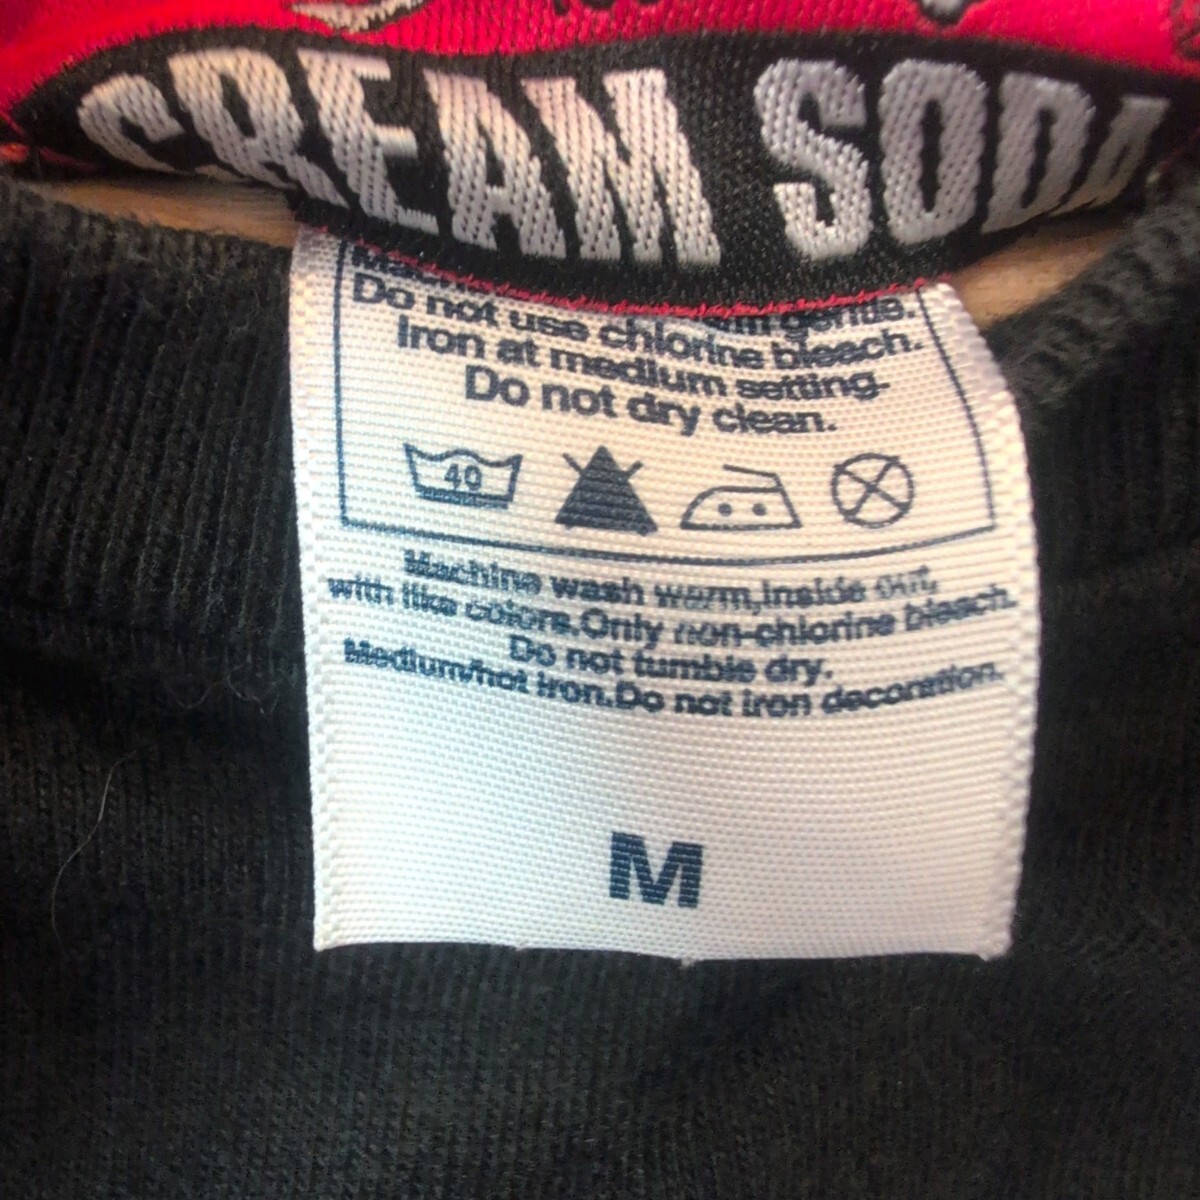 CREAM SODA
warm gentle.
Do not use chlorine bleach.
Iron at medium setting.
Do not dry clean.
40
Machine wash warm,inside out,
with like colors.Only non-chlorine bleach.
Do not tumble dry.
Medium/hot iron.Do not iron decoration.
M